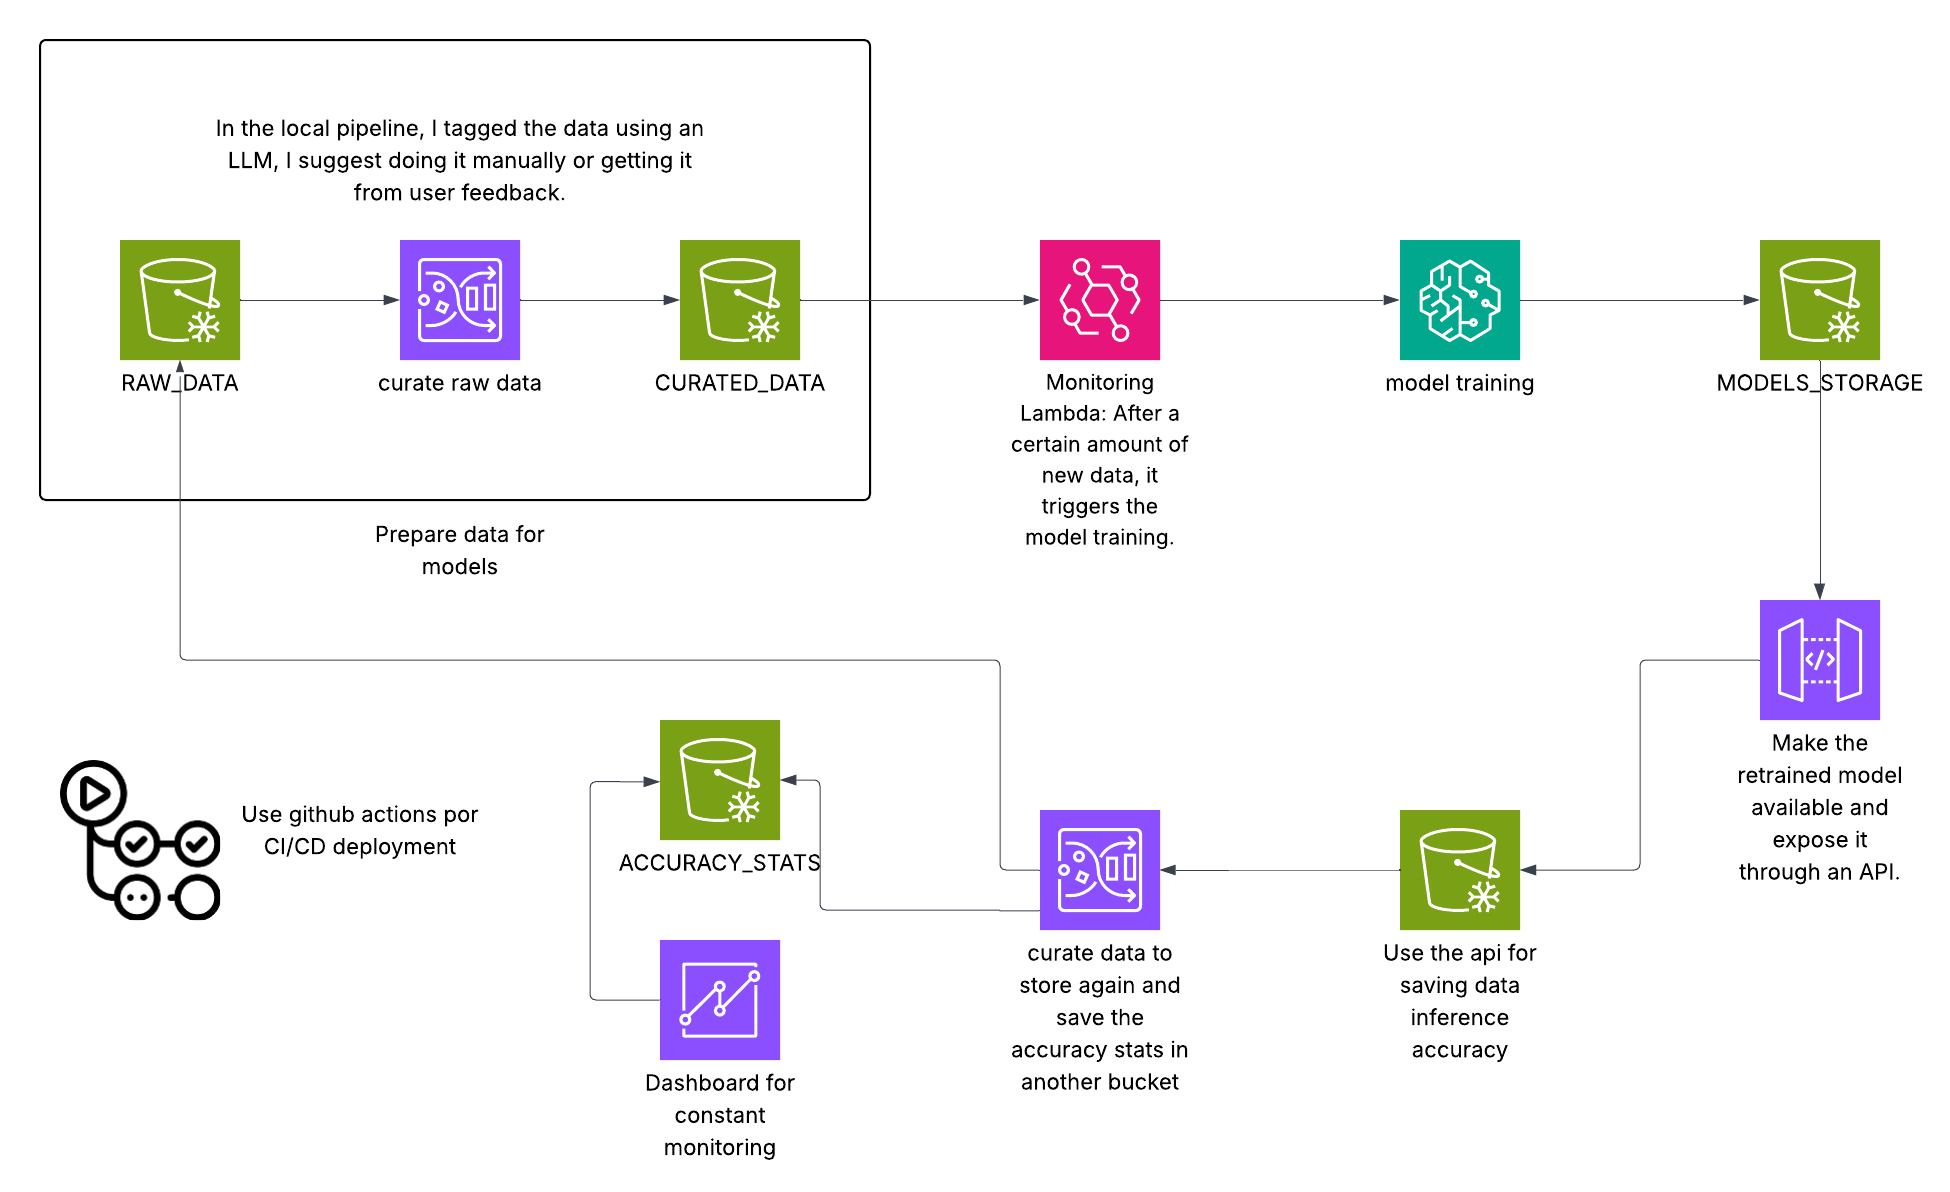 In the local pipeline, I tagged the data using an
LLM, I suggest doing it manually or getting it
from user feedback.
RAW_DATA
curate raw data
CURATED_DATA
Monitoring
Lambda: After a
certain amount of
new data, it
triggers the
model training.
model training
MODELS_STORAGE
Prepare data for
models
Make the
retrained model
available and
expose it
through an API.
Use github actions por
CI/CD deployment
ACCURACY_STATS
curate data to
store again and
save the
accuracy stats in
another bucket
Use the api for
saving data
inference
accuracy
Dashboard for
constant
monitoring